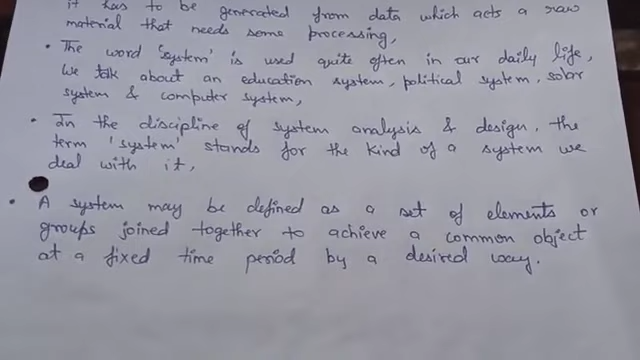 it has to be generated from data which acts a raw
material that needs some processing,
• The word 'system' is used quite often in our daily life,
We talk about an education system, political system, solar
system & computer system,
• In the discipline of system analysis & design, the
term 'system' stands for the kind of a system we
deal with it,
• A system may be defined as a set of elements or
groups joined together to achieve a common object
at a fixed time period by a desired way.